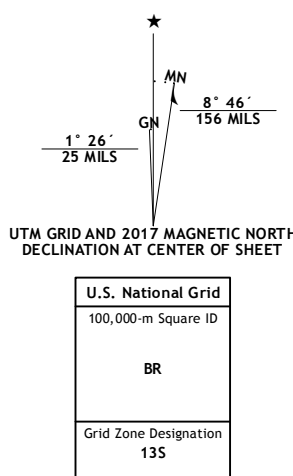 ★
MN
8° 46´
156 MILS
GN
1° 26´
25 MILS
UTM GRID AND 2017 MAGNETIC NORTH
DECLINATION AT CENTER OF SHEET
U.S. National Grid
100,000-m Square ID
BR
Grid Zone Designation
13S